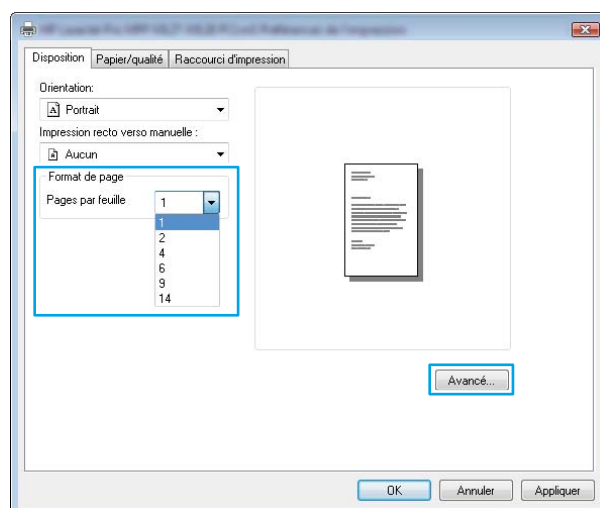 Disposition
Papier/qualité
Raccourci d'impression
Orientation:
A Portrait
Impression recto verso manuelle :
Aucun
Format de page
Pages par feuille 1
1
2
4
6
9
14
Avancé...
OK
Annuler
Appliquer